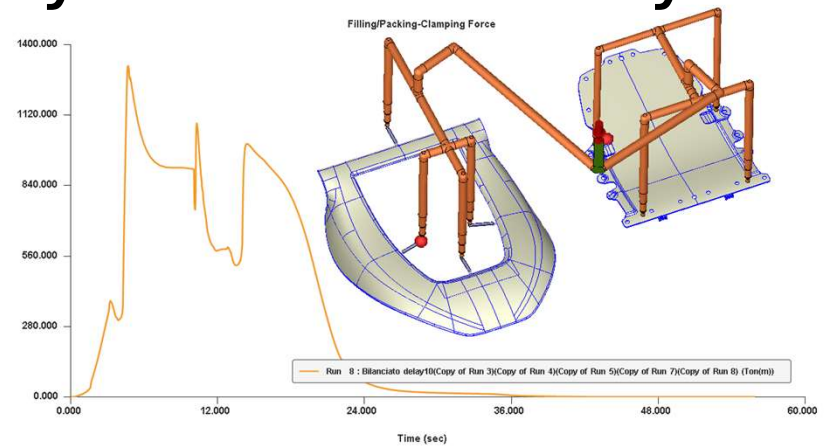 Filling/Packing-Clamping Force
1400.000
1120.000
840.000
560.000
280.000
0.000
Run 8 : Bilanciato delay10(Copy of Run 3)(Copy of Run 4)(Copy of Run 5)(Copy of Run 7)(Copy of Run 8) (Ton(m))
0.000 12.000 24.000 36.000 48.000 60.000
Time (sec)